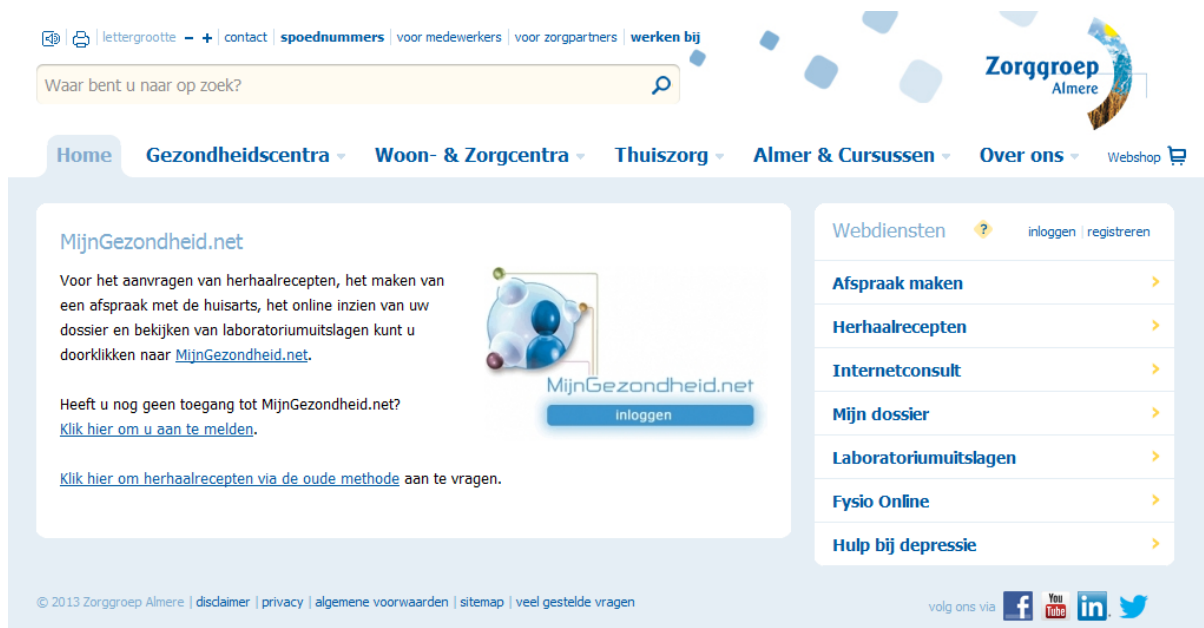 lettergrootte - + | contact | spoednummers | voor medewerkers | voor zorgpartners | werken bij
Waar bent u naar op zoek?
Zorggroep
Almere
Home Gezondheidscentra Woon- & Zorgcentra Thuiszorg Almer & Cursussen Over ons Webshop
MijnGezondheid.net
Voor het aanvragen van herhaalrecepten, het maken van
een afspraak met de huisarts, het online inzien van uw
dossier en bekijken van laboratoriumuitslagen kunt u
doorklikken naar MijnGezondheid.net.
Heeft u nog geen toegang tot MijnGezondheid.net?
Klik hier om u aan te melden.
Klik hier om herhaalrecepten via de oude methode aan te vragen.
MijnGezondheid.net
inloggen
Webdiensten ? inloggen | registreren
Afspraak maken
Herhaalrecepten
Internetconsult
Mijn dossier
Laboratoriumuitslagen
Fysio Online
Hulp bij depressie
© 2013 Zorggroep Almere | disclaimer | privacy | algemene voorwaarden | sitemap | veel gestelde vragen
volg ons via f You Tube in.